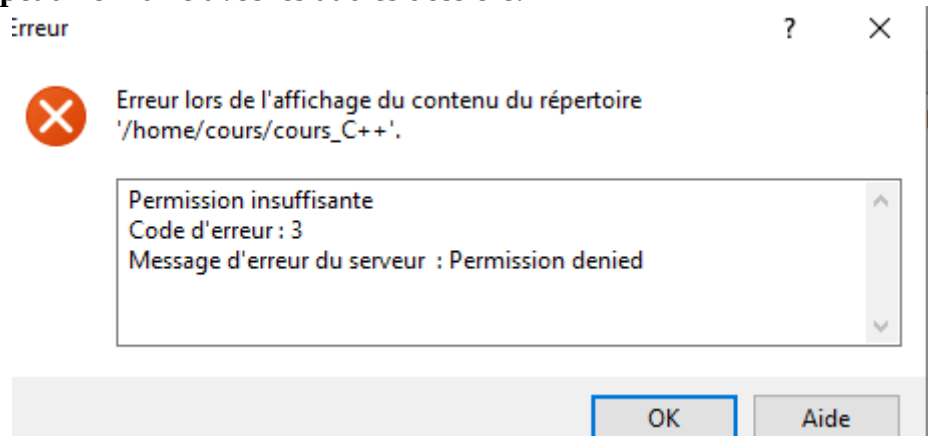 Erreur
?
Erreur lors de l'affichage du contenu du répertoire
'/home/cours/cours_C++'.
Permission insuffisante
Code d'erreur : 3
Message d'erreur du serveur  : Permission denied
OK
Aide